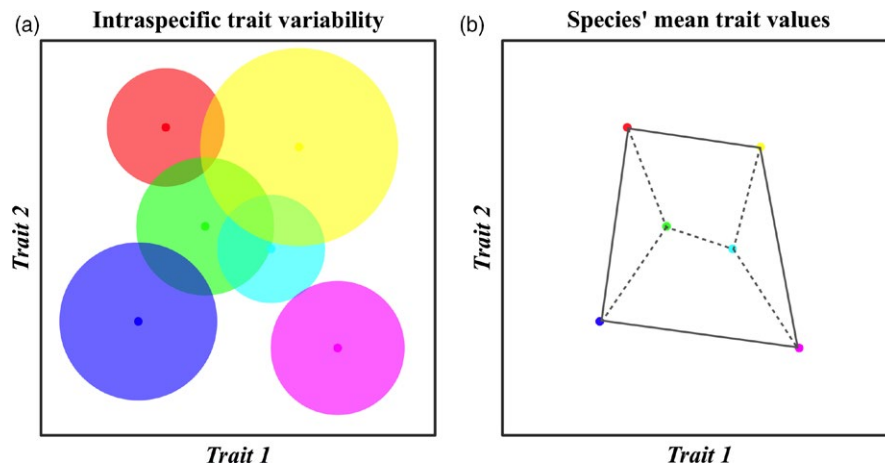 (a) Intraspecific trait variability
Trait 2
Trait 1
(b) Species' mean trait values
Trait 2
Trait 1